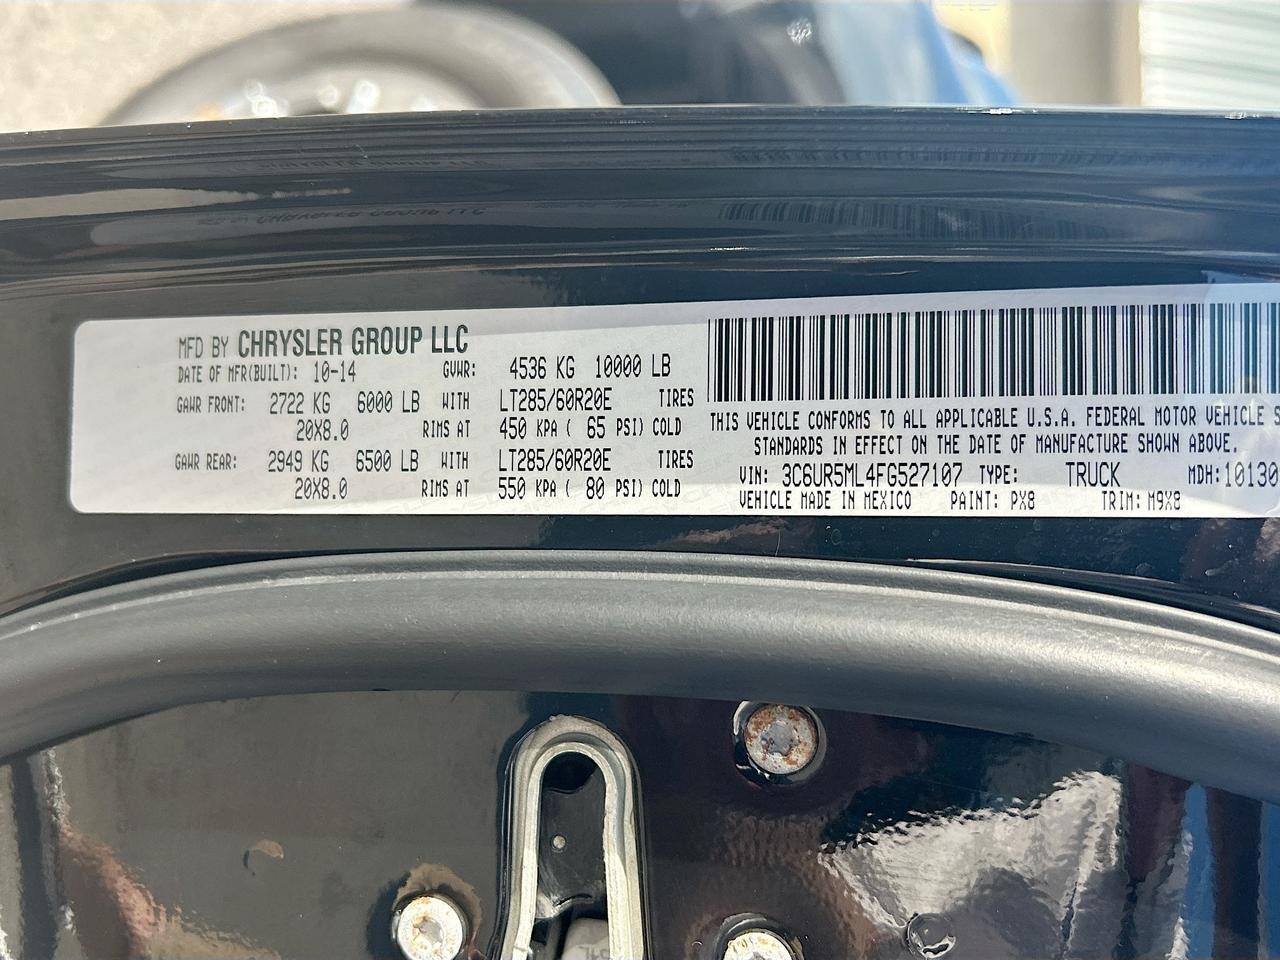 MFD BY CHRYSLER GROUP LLC
DATE OF MFR(BUILT): 10-14 GVWR: 4536 KG 10000 LB
GAWR FRONT: 2722 KG 6000 LB WITH LT285/60R20E TIRES
20X8.0 RIMS AT 450 KPA ( 65 PSI) COLD
GAWR REAR: 2949 KG 6500 LB WITH LT285/60R20E TIRES
20X8.0 RIMS AT 550 KPA ( 80 PSI) COLD
THIS VEHICLE CONFORMS TO ALL APPLICABLE U.S.A. FEDERAL MOTOR VEHICLE S
STANDARDS IN EFFECT ON THE DATE OF MANUFACTURE SHOWN ABOVE.
VIN: 3C6UR5ML4FG527107 TYPE: TRUCK MDH: 10130
VEHICLE MADE IN MEXICO PAINT: PX8 TRIM: M9X8